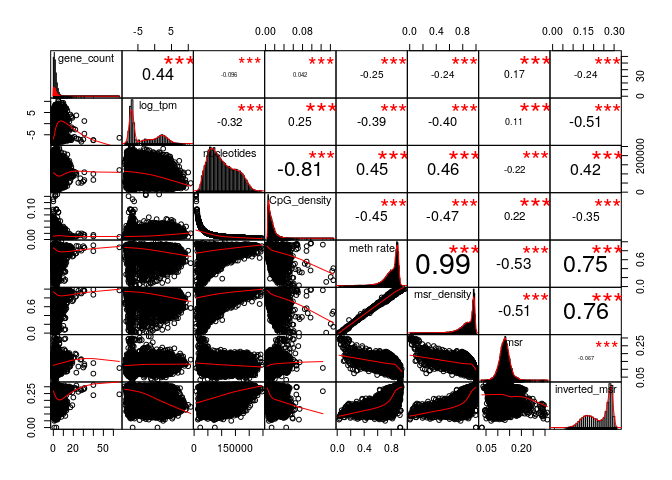 -5 5 0.00 0.08 0.0 0.4 0.8 0.00 0.15 0.30
gene_count *** *** *** *** *** *** ***
0.44 -0.096 0.042 -0.25 -0.24 0.17 -0.24
0 30
log_tpm *** *** *** *** *** ***
-0.32 0.25 -0.39 -0.40 0.11 -0.51
-5 5
nucleotides *** *** *** *** ***
-0.81 0.45 0.46 -0.22 0.42
0 200000
CpG_density *** *** *** ***
-0.45 -0.47 0.22 -0.35
0.00 0.10
meth rate *** *** ***
0.99 -0.53 0.75
0.0 0.6
msr_density *** ***
-0.51 0.76
0.0 0.6
msr ***
-0.067
0.05 0.25
inverted_msr
0.00 0.25
0 20 50 0 150000 0.0 0.4 0.8 0.05 0.20